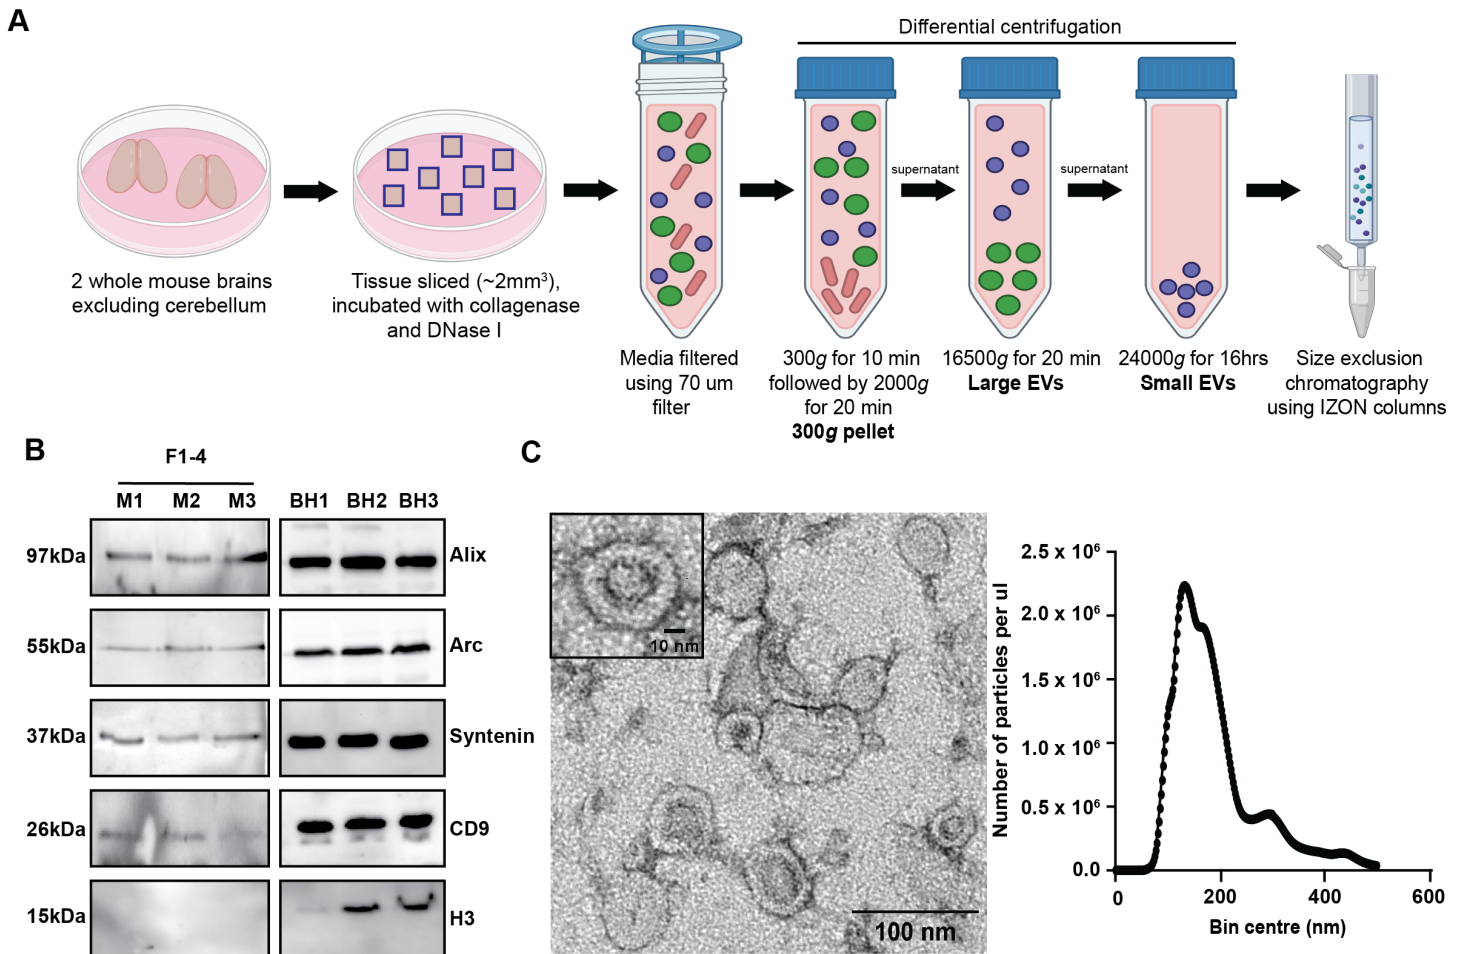 A
Differential centrifugation
supernatant
supernatant
2 whole mouse brains
excluding cerebellum
Tissue sliced (~2mm³),
incubated with collagenase
and DNase I
Media filtered
using 70 um
filter
300g for 10 min
followed by 2000g
for 20 min
300g pellet
16500g for 20 min
Large EVs
24000g for 16hrs
Small EVs
Size exclusion
chromatography
using IZON columns
B
F1-4
M1 M2 M3 BH1 BH2 BH3
97kDa Alix
55kDa Arc
37kDa Syntenin
26kDa CD9
15kDa H3
C
10 nm
100 nm
Number of particles per ul
2.5 x 10⁶
2.0 x 10⁶
1.5 x 10⁶
1.0 x 10⁶
0.5 x 10⁶
0.0
0 200 400 600
Bin centre (nm)